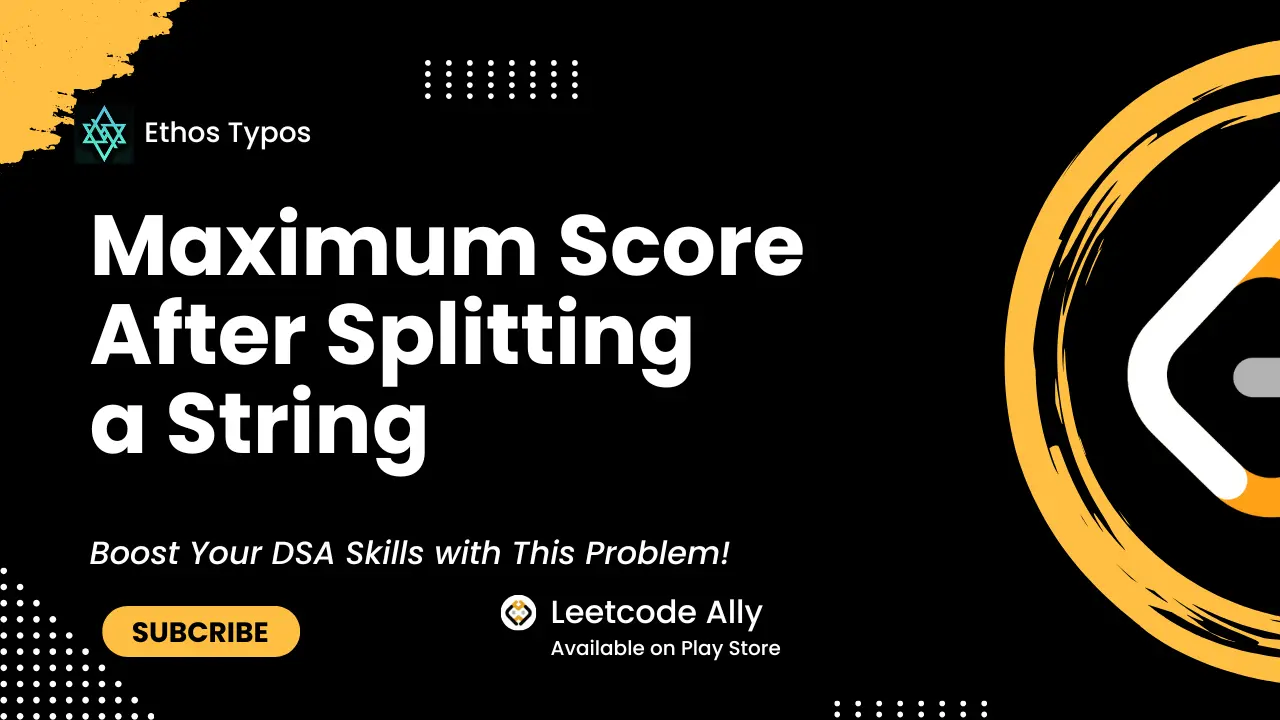 Ethos Typos
Maximum Score
After Splitting
a String
Boost Your DSA Skills with This Problem!
SUBCRIBE
Leetcode Ally
Available on Play Store